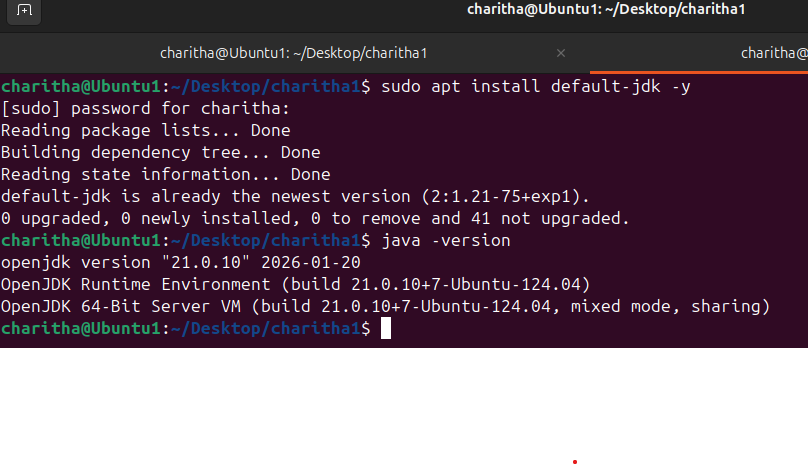 charitha@Ubuntu1: ~/Desktop/charitha1
charitha@Ubuntu1: ~/Desktop/charitha1 × charitha@
charitha@Ubuntu1:~/Desktop/charitha1$ sudo apt install default-jdk -y
[sudo] password for charitha:
Reading package lists... Done
Building dependency tree... Done
Reading state information... Done
default-jdk is already the newest version (2:1.21-75+exp1).
0 upgraded, 0 newly installed, 0 to remove and 41 not upgraded.
charitha@Ubuntu1:~/Desktop/charitha1$ java -version
openjdk version "21.0.10" 2026-01-20
OpenJDK Runtime Environment (build 21.0.10+7-Ubuntu-124.04)
OpenJDK 64-Bit Server VM (build 21.0.10+7-Ubuntu-124.04, mixed mode, sharing)
charitha@Ubuntu1:~/Desktop/charitha1$